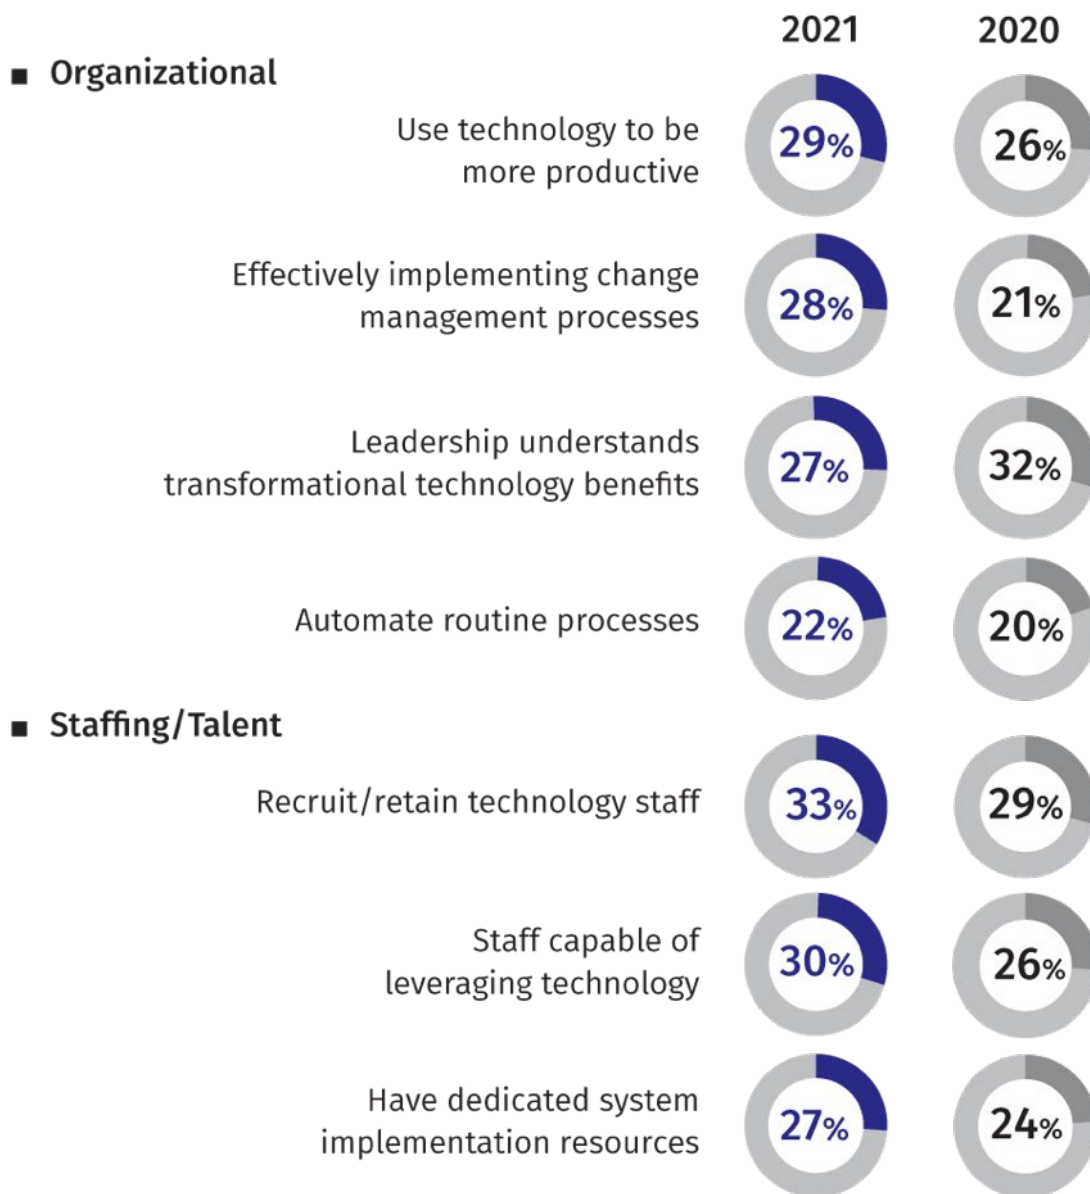 2021 2020
■ Organizational
Use technology to be
more productive
29% 26%
Effectively implementing change
management processes
28% 21%
Leadership understands
transformational technology benefits
27% 32%
Automate routine processes 22% 20%
■ Staffing/Talent
Recruit/retain technology staff 33% 29%
Staff capable of
leveraging technology
30% 26%
Have dedicated system
implementation resources
27% 24%